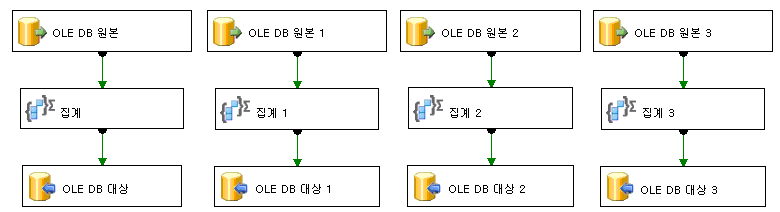 OLE DB 원본
OLE DB 원본 1
OLE DB 원본 2
OLE DB 원본 3
집계
집계 1
집계 2
집계 3
OLE DB 대상
OLE DB 대상 1
OLE DB 대상 2
OLE DB 대상 3